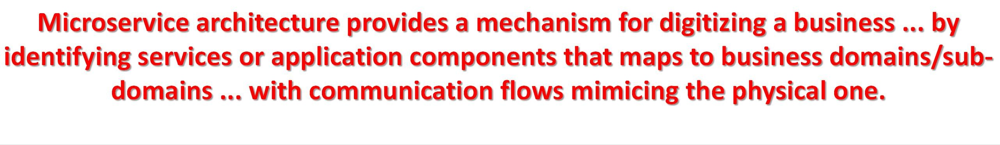 Microservice architecture provides a mechanism for digitizing a business ... by
identifying services or application components that maps to business domains/sub-
domains ... with communication flows mimicing the physical one.